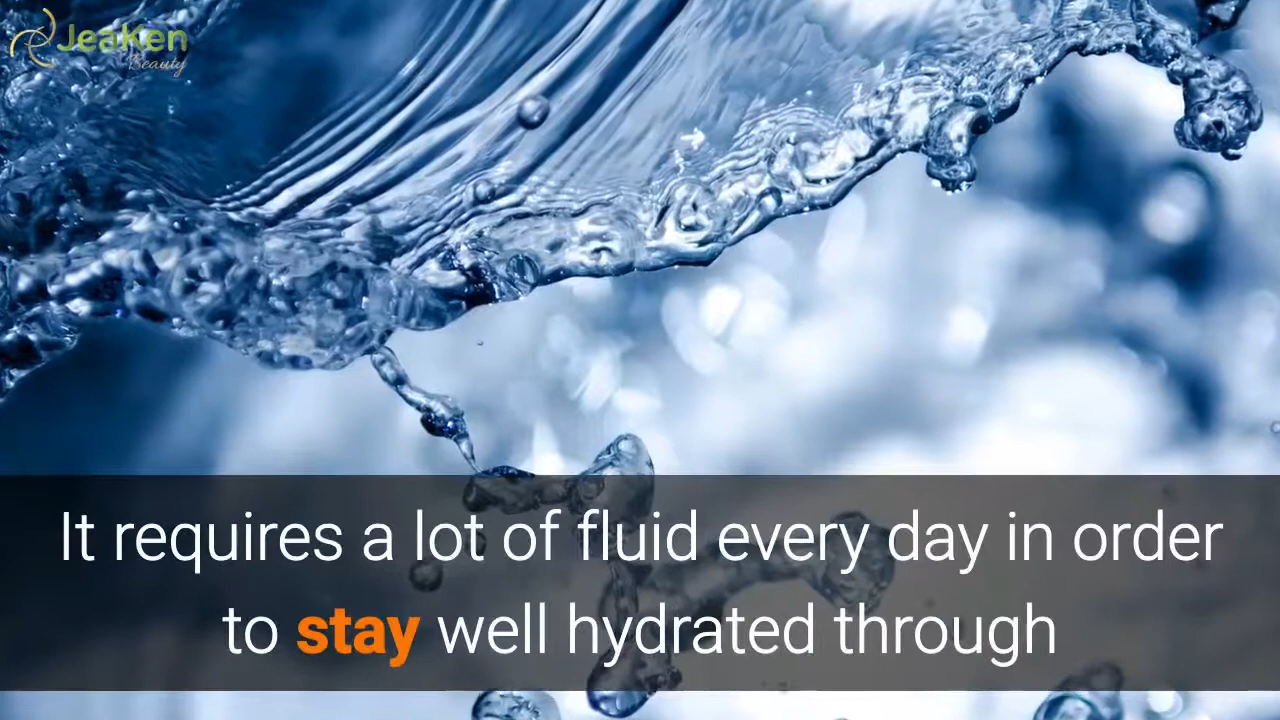 JeaKen
Beauty
It requires a lot of fluid every day in order
to stay well hydrated through